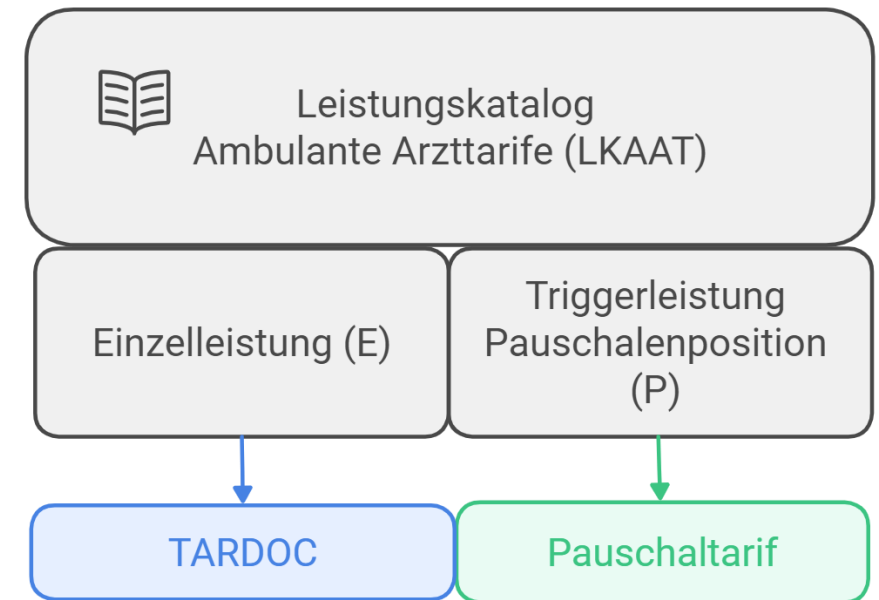 Leistungskatalog
Ambulante Arzttarife (LKAAT)
Einzelleistung (E)
Triggerleistung
Pauschalenposition
(P)
TARDOC
Pauschaltarif